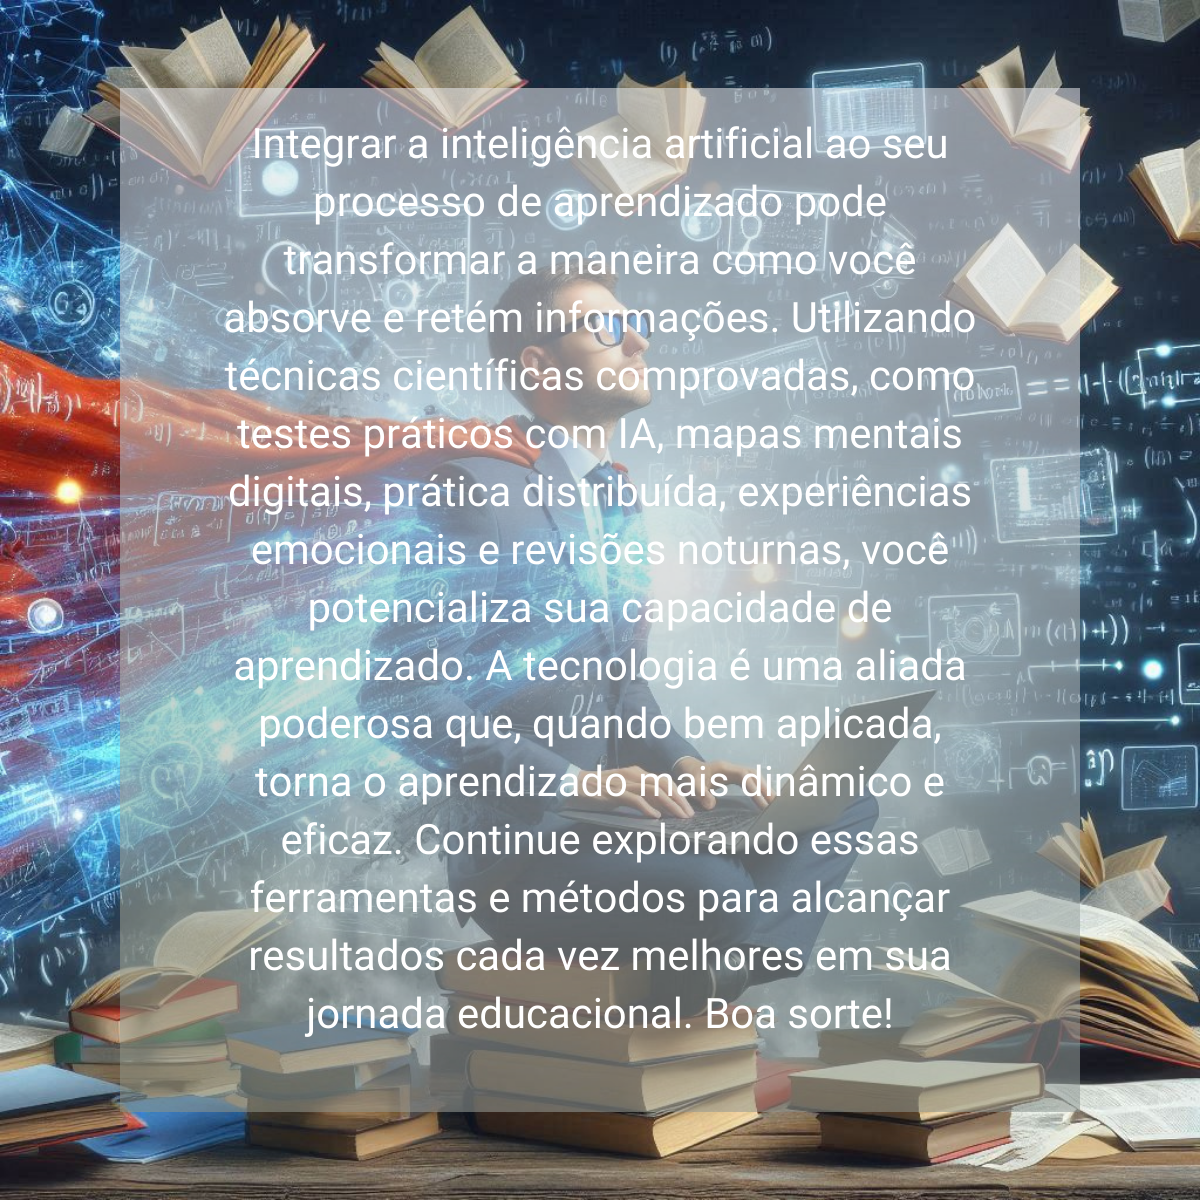 Integrar a inteligência artificial ao seu
processo de aprendizado pode
transformar a maneira como você
absorve e retém informações. Utilizando
técnicas científicas comprovadas, como
testes práticos com IA, mapas mentais
digitais, prática distribuída, experiências
emocionais e revisões noturnas, você
potencializa sua capacidade de
aprendizado. A tecnologia é uma aliada
poderosa que, quando bem aplicada,
torna o aprendizado mais dinâmico e
eficaz. Continue explorando essas
ferramentas e métodos para alcançar
resultados cada vez melhores em sua
jornada educacional. Boa sorte!